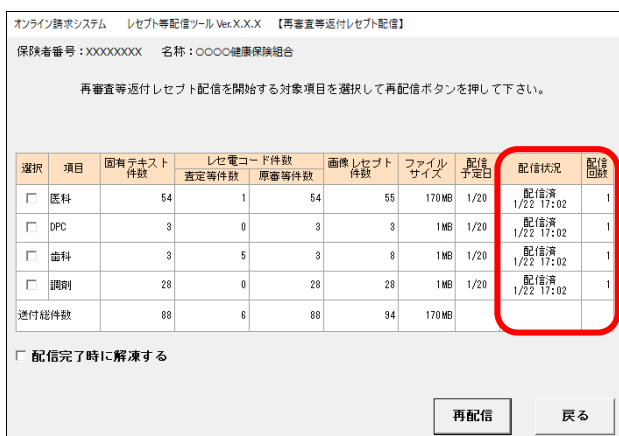 オンライン請求システム　レセプト等配信ツール Ver.X.X.X　【再審査等返付レセプト配信】
保険者番号：XXXXXXXX　名称：○○○○健康保険組合
再審査等返付レセプト配信を開始する対象項目を選択して再配信ボタンを押して下さい。
選択 項目 固有テキスト件数 レセ電コード件数 画像レセプト件数 ファイルサイズ 配信予定日 配信状況 配信回数
査定等件数 原審等件数
医科 54 1 54 55 170MB 1/20 配信済 1/22 17:02 1
DPC 3 0 3 3 1MB 1/20 配信済 1/22 17:02 1
歯科 3 5 3 8 1MB 1/20 配信済 1/22 17:02 1
調剤 28 0 28 28 1MB 1/20 配信済 1/22 17:02 1
送付総件数 88 6 88 94 170MB
配信完了時に解凍する
再配信 戻る